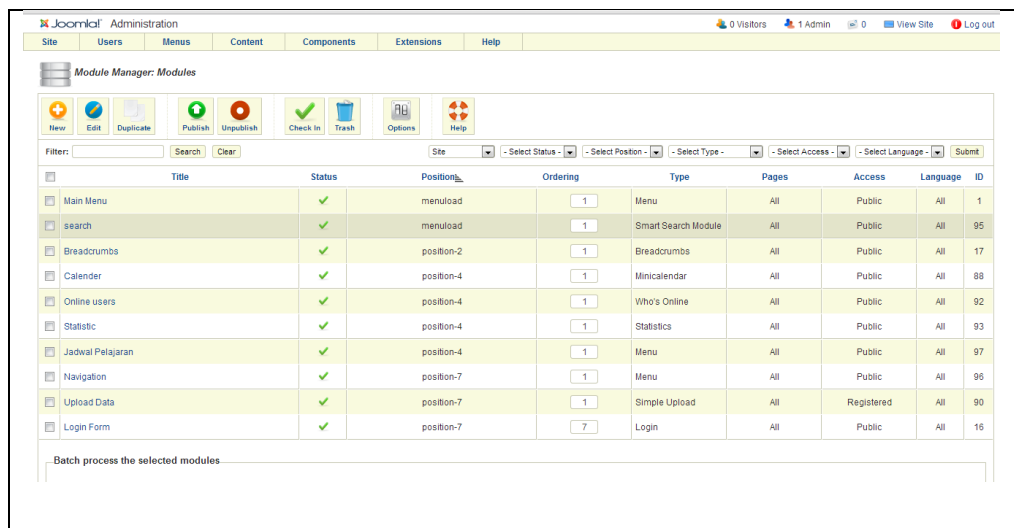 Joomla! Administration 0 Visitors 1 Admin 0 View Site Log out
Site Users Menus Content Components Extensions Help
Module Manager: Modules
New Edit Duplicate Publish Unpublish Check In Trash Options Help
Filter: Search Clear Site - Select Status - - Select Position - - Select Type - - Select Access - - Select Language - Submit
Title Status Position Ordering Type Pages Access Language ID
Main Menu menuload 1 Menu All Public All 1
search menuload 1 Smart Search Module All Public All 95
Breadcrumbs position-2 1 Breadcrumbs All Public All 17
Calender position-4 1 Minicalendar All Public All 88
Online users position-4 1 Who's Online All Public All 92
Statistic position-4 1 Statistics All Public All 93
Jadwal Pelajaran position-4 1 Menu All Public All 97
Navigation position-7 1 Menu All Public All 96
Upload Data position-7 1 Simple Upload All Registered All 90
Login Form position-7 7 Login All Public All 16
Batch process the selected modules